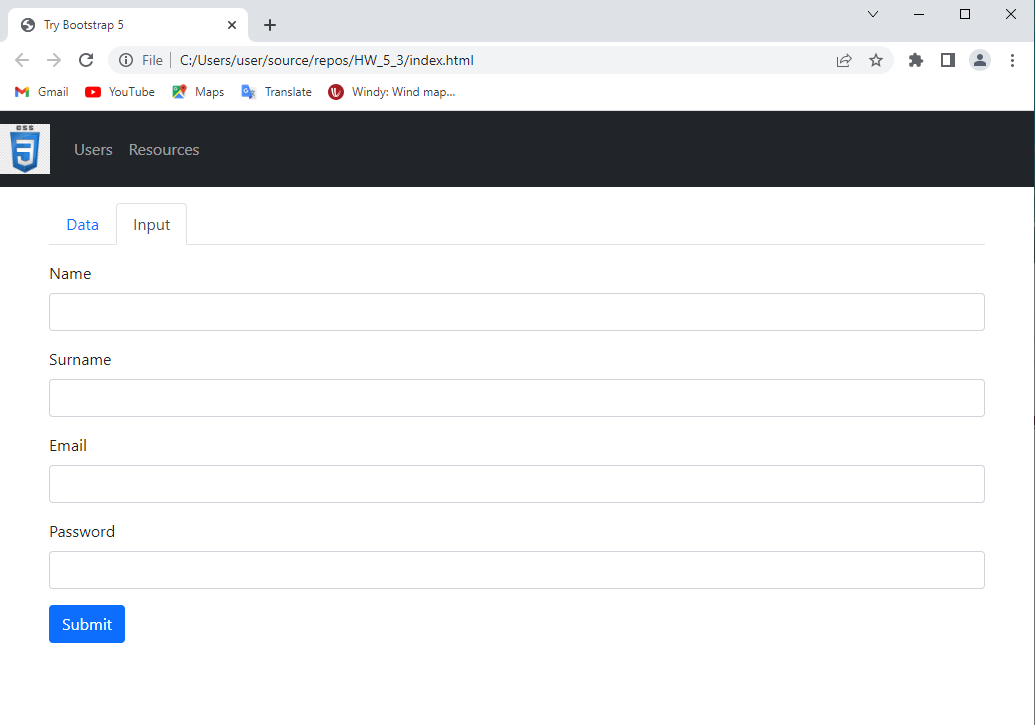 Try Bootstrap 5
File C:/Users/user/source/repos/HW_5_3/index.html
Gmail YouTube Maps Translate Windy: Wind map...
CSS
3
Users Resources
Data Input
Name
Surname
Email
Password
Submit